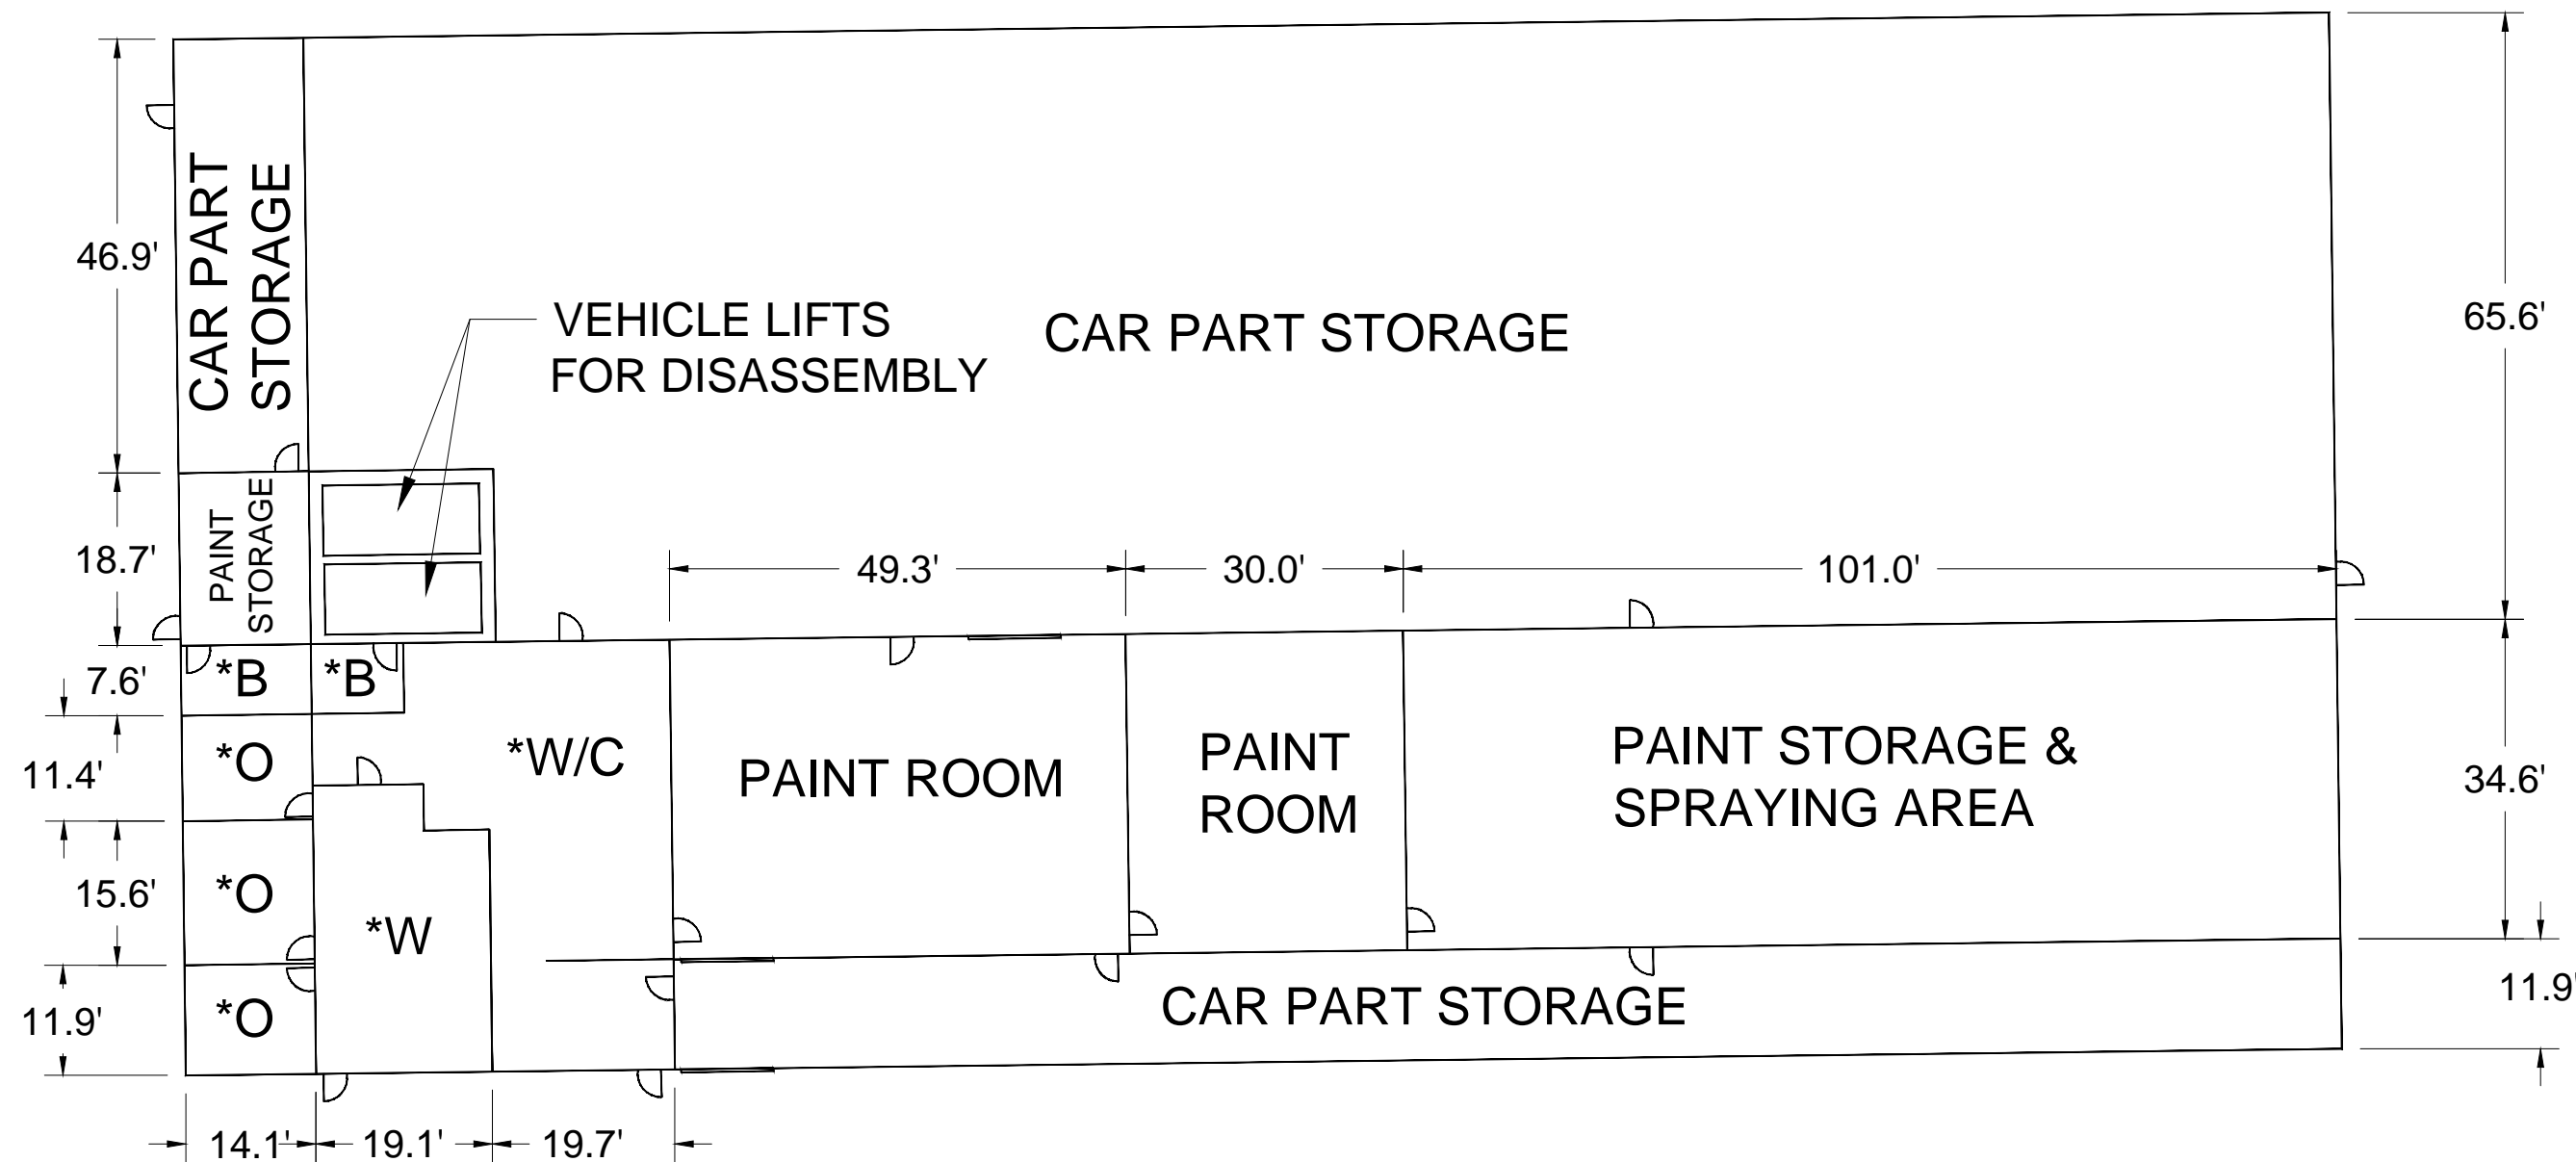 46.9'
CAR PART
STORAGE
VEHICLE LIFTS
FOR DISASSEMBLY
CAR PART STORAGE
65.6'
18.7'
PAINT
STORAGE
49.3'
30.0'
101.0'
7.6'
*B
*B
11.4'
*O
*W/C
PAINT ROOM
PAINT
ROOM
PAINT STORAGE &
SPRAYING AREA
34.6'
15.6'
*O
*W
11.9'
*O
CAR PART STORAGE
11.9'
14.1'
19.1'
19.7'